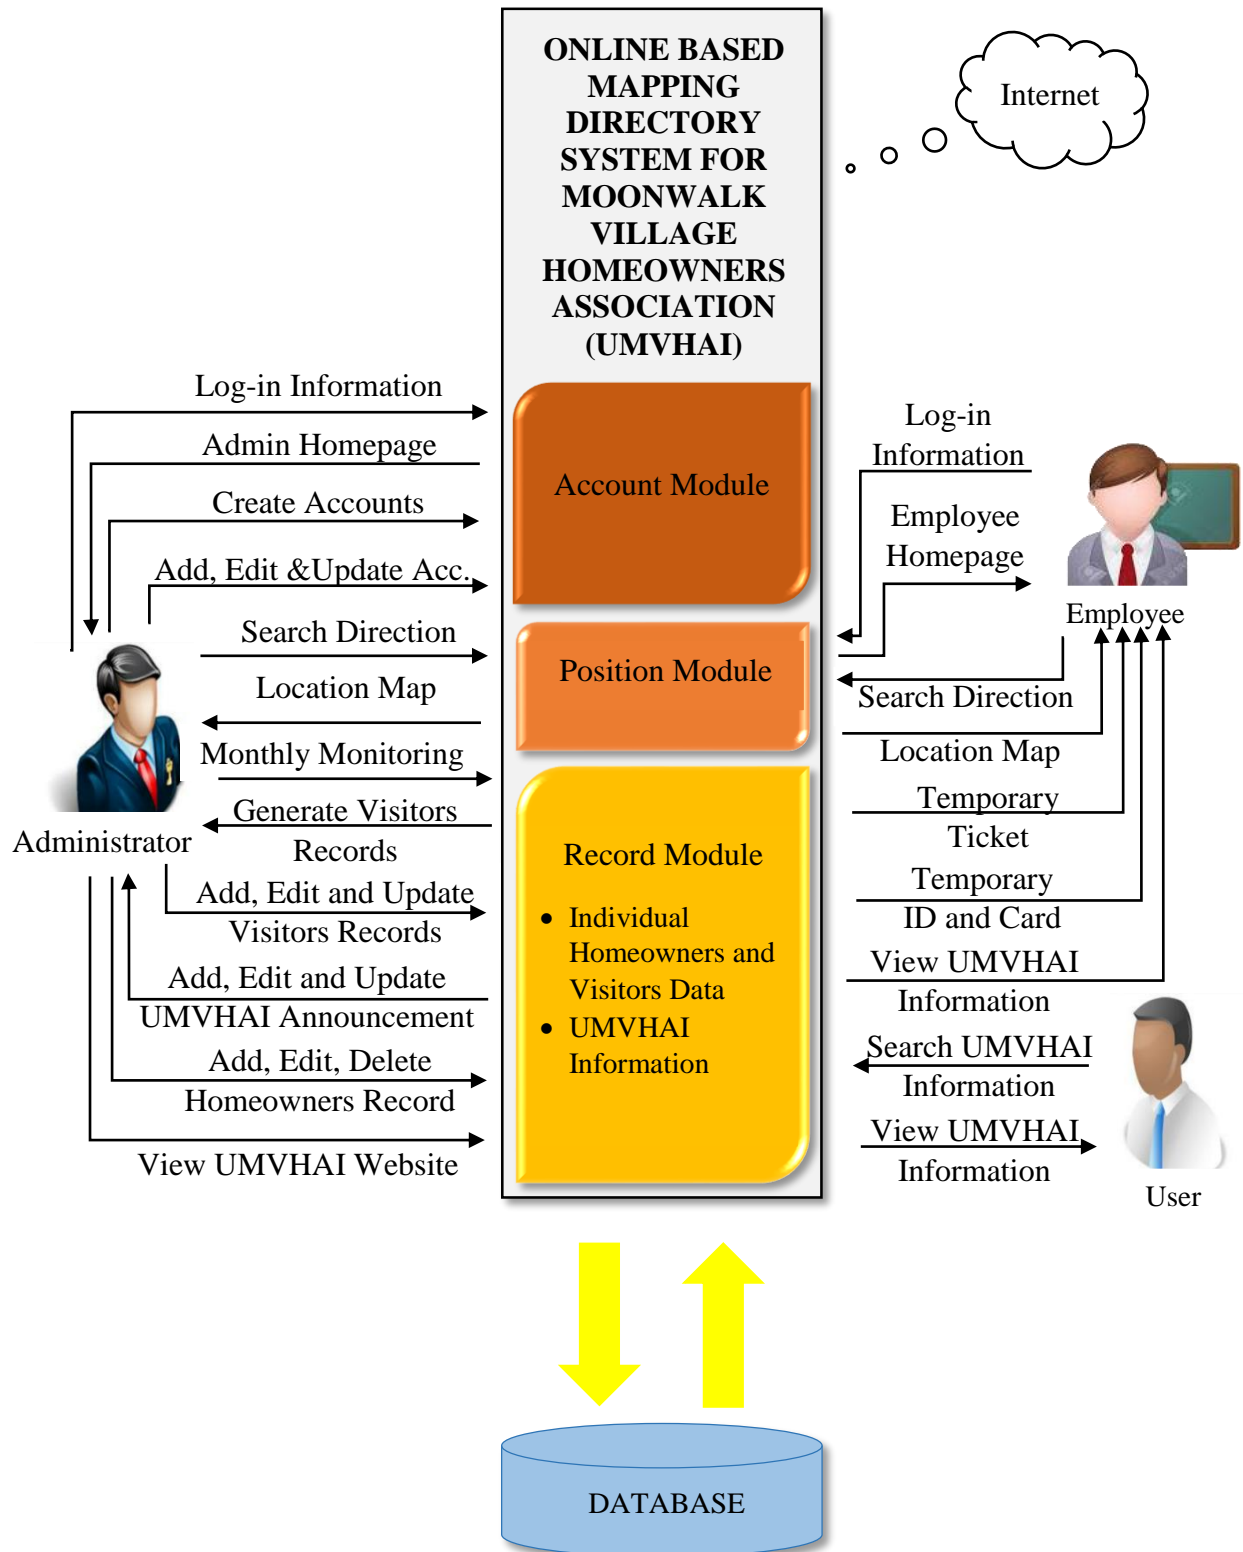 ONLINE BASED
MAPPING
DIRECTORY
SYSTEM FOR
MOONWALK
VILLAGE
HOMEOWNERS
ASSOCIATION
(UMVHAI)
Internet
Log-in Information
Admin Homepage
Create Accounts
Add, Edit &Update Acc.
Search Direction
Location Map
Monthly Monitoring
Generate Visitors
Records
Administrator
Add, Edit and Update
Visitors Records
Add, Edit and Update
UMVHAI Announcement
Add, Edit, Delete
Homeowners Record
View UMVHAI Website
Account Module
Position Module
Record Module
• Individual
Homeowners and
Visitors Data
• UMVHAI
Information
Log-in
Information
Employee
Homepage
Employee
Search Direction
Location Map
Temporary
Ticket
Temporary
ID and Card
View UMVHAI
Information
Search UMVHAI
Information
View UMVHAI
Information
User
DATABASE